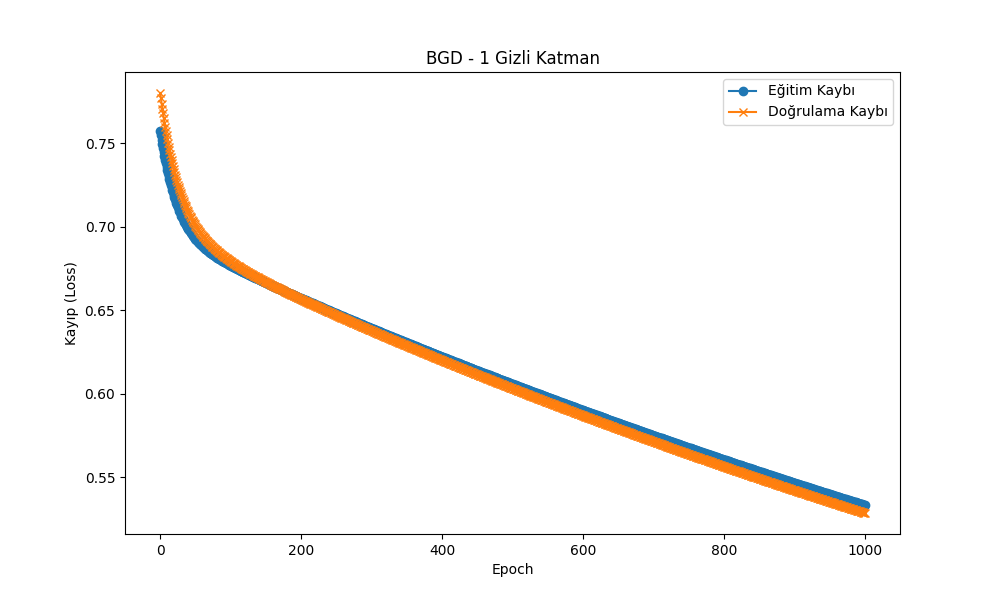 BGD - 1 Gizli Katman
Eğitim Kaybı
Doğrulama Kaybı
Kayıp (Loss)
0.75
0.70
0.65
0.60
0.55
0 200 400 600 800 1000
Epoch